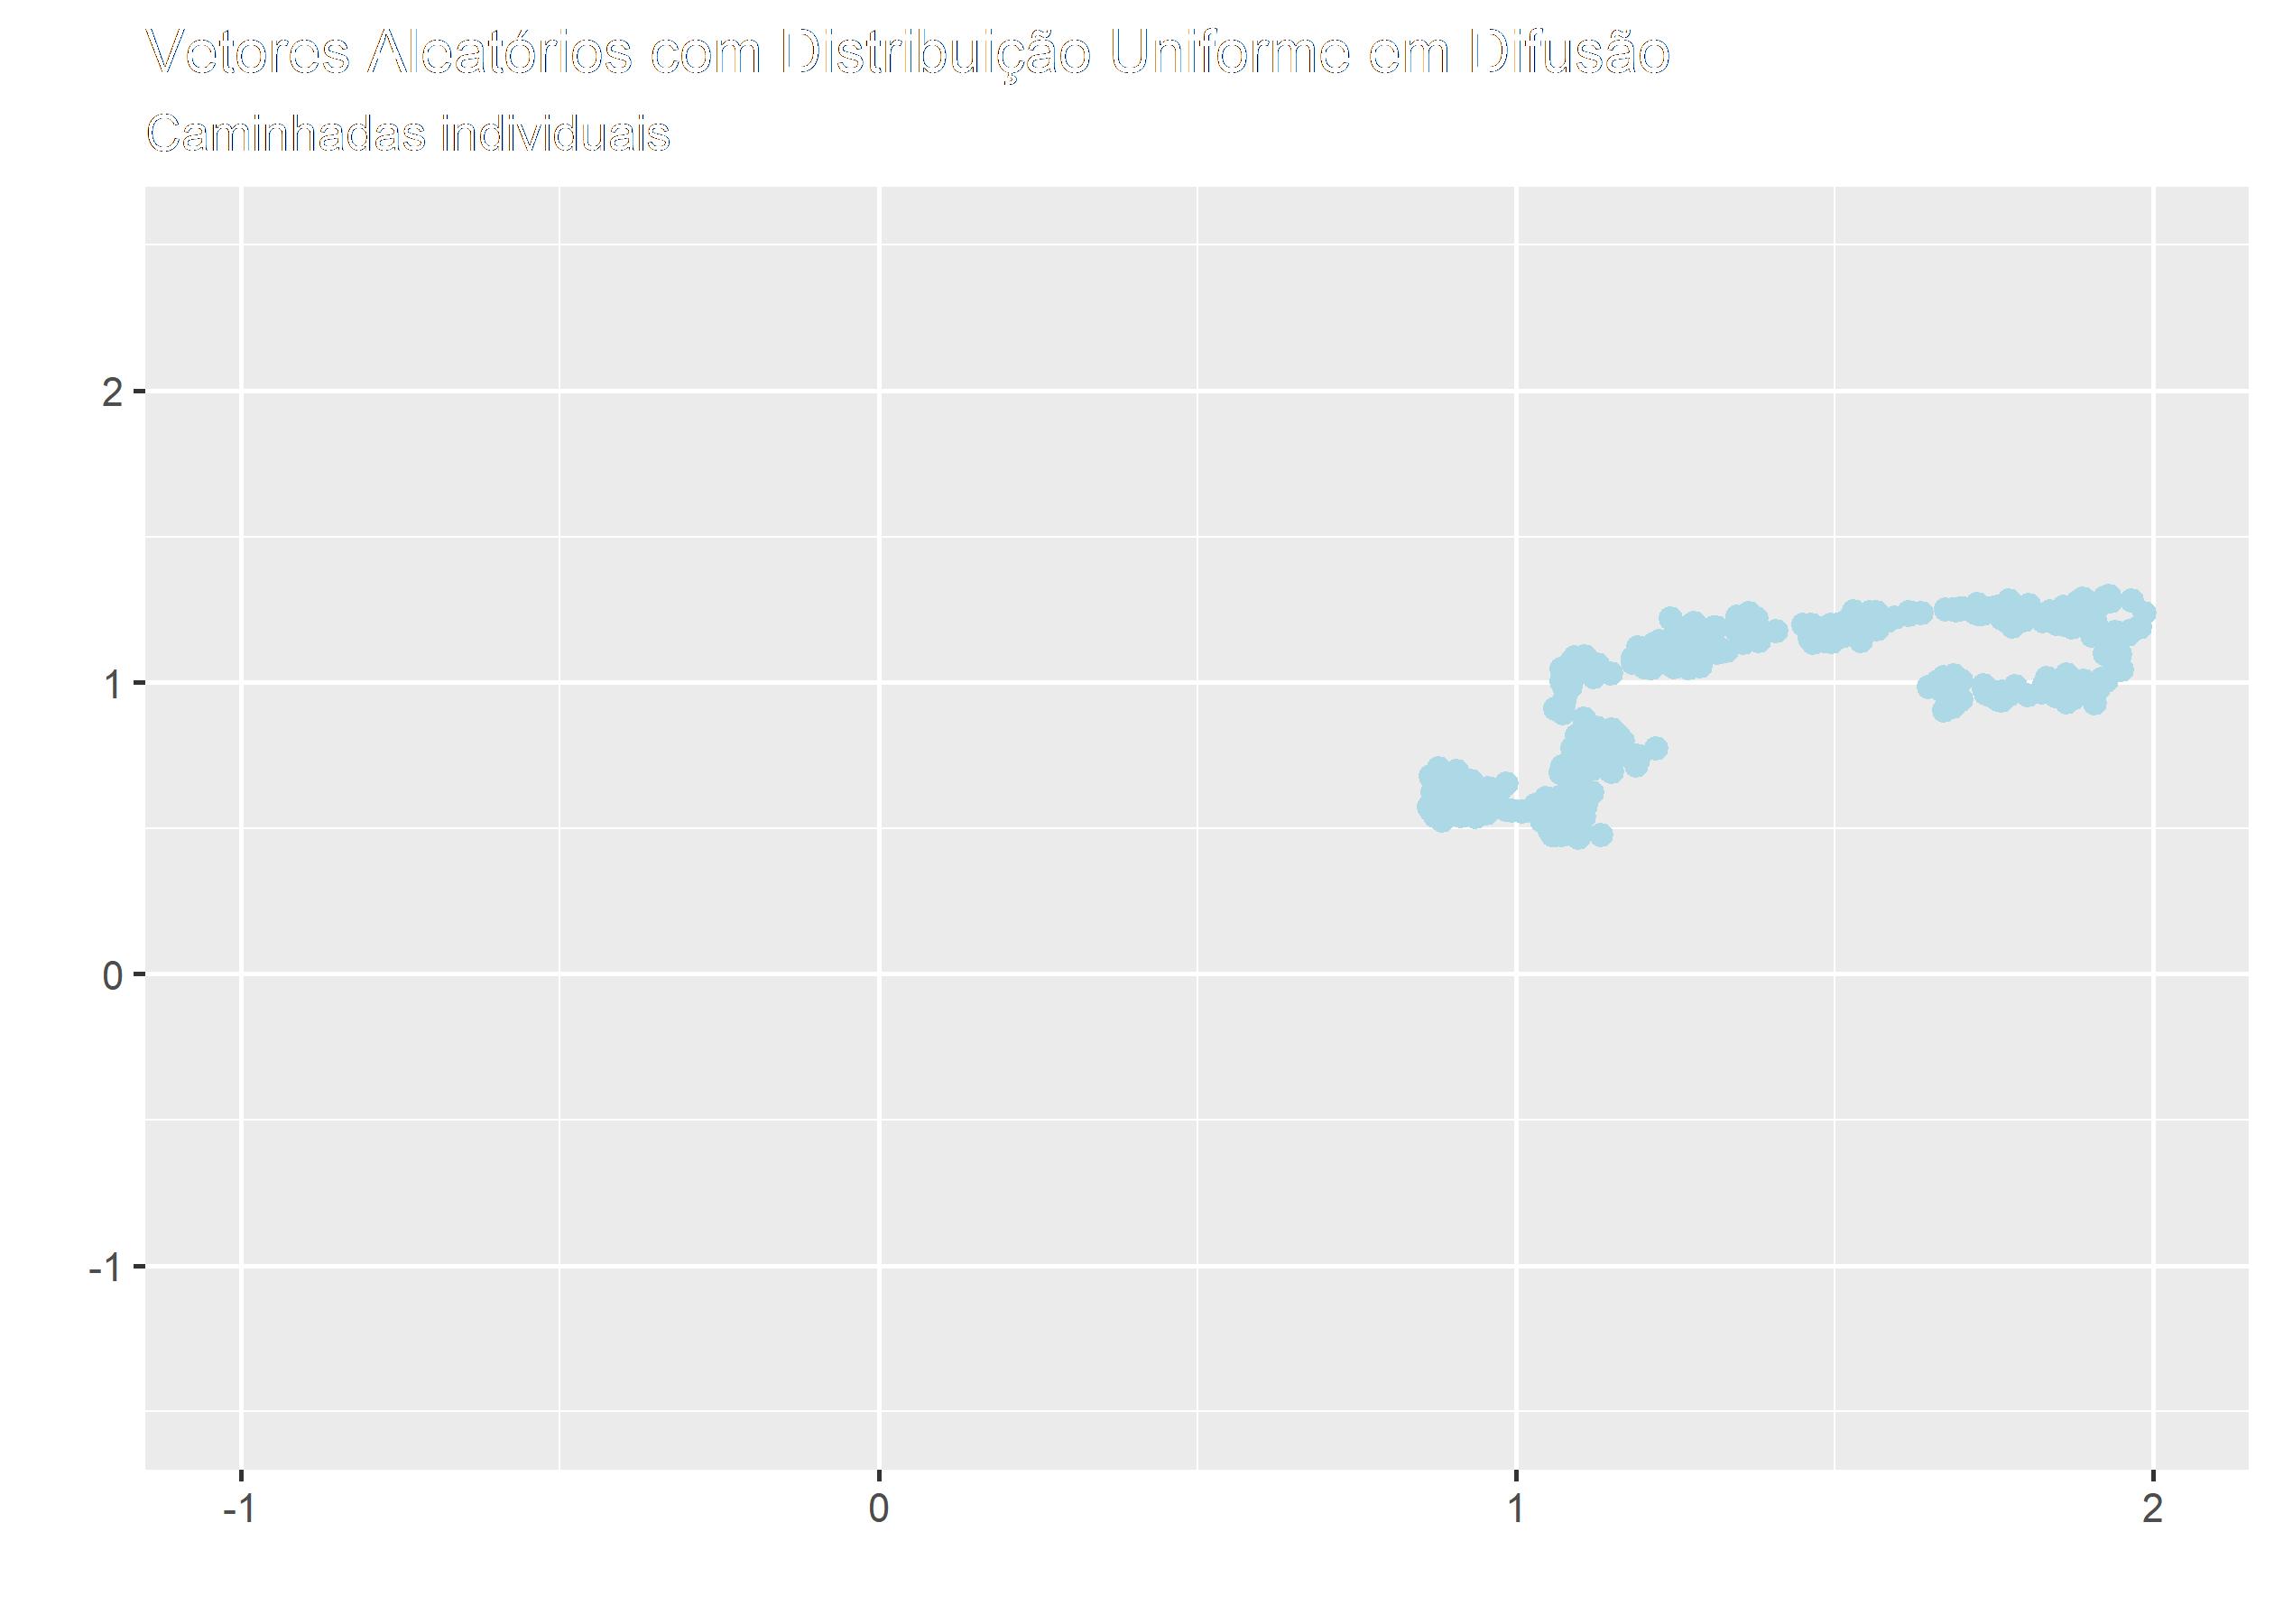 Vetores Aleatórios com Distribuição Uniforme em Difusão
Caminhadas individuais
2
1
0
-1
-1 0 1 2